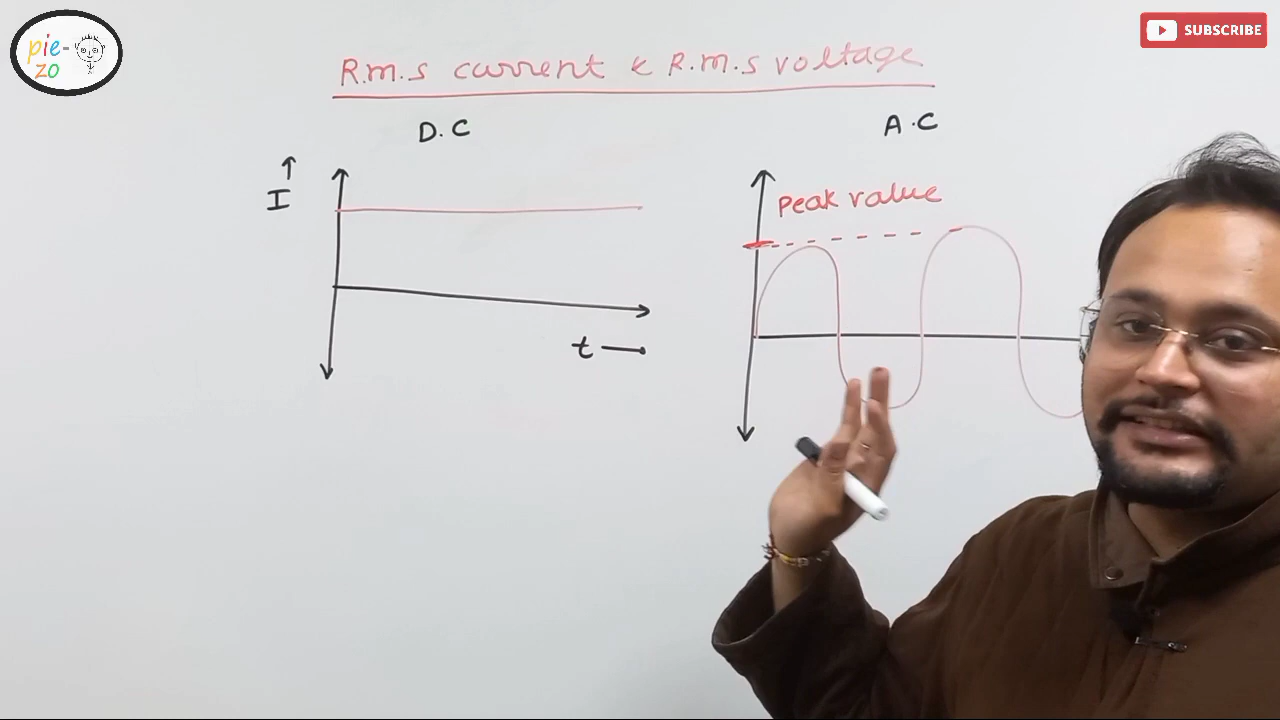 pie-
zo
SUBSCRIBE
R.m.s current & R.m.s voltage
D.C
A.C
I
Peak value
t